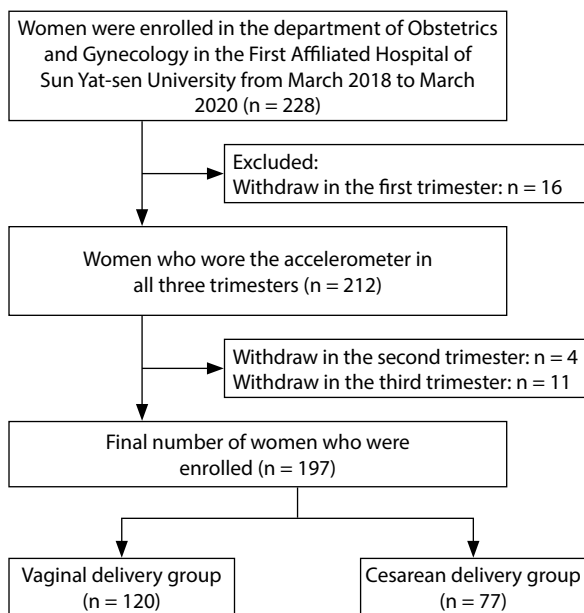 Women were enrolled in the department of Obstetrics
and Gynecology in the First Affiliated Hospital of
Sun Yat-sen University from March 2018 to March
2020 (n = 228)
Excluded:
Withdraw in the first trimester: n = 16
Women who wore the accelerometer in
all three trimesters (n = 212)
Withdraw in the second trimester: n = 4
Withdraw in the third trimester: n = 11
Final number of women who were
enrolled (n = 197)
Vaginal delivery group
(n = 120)
Cesarean delivery group
(n = 77)